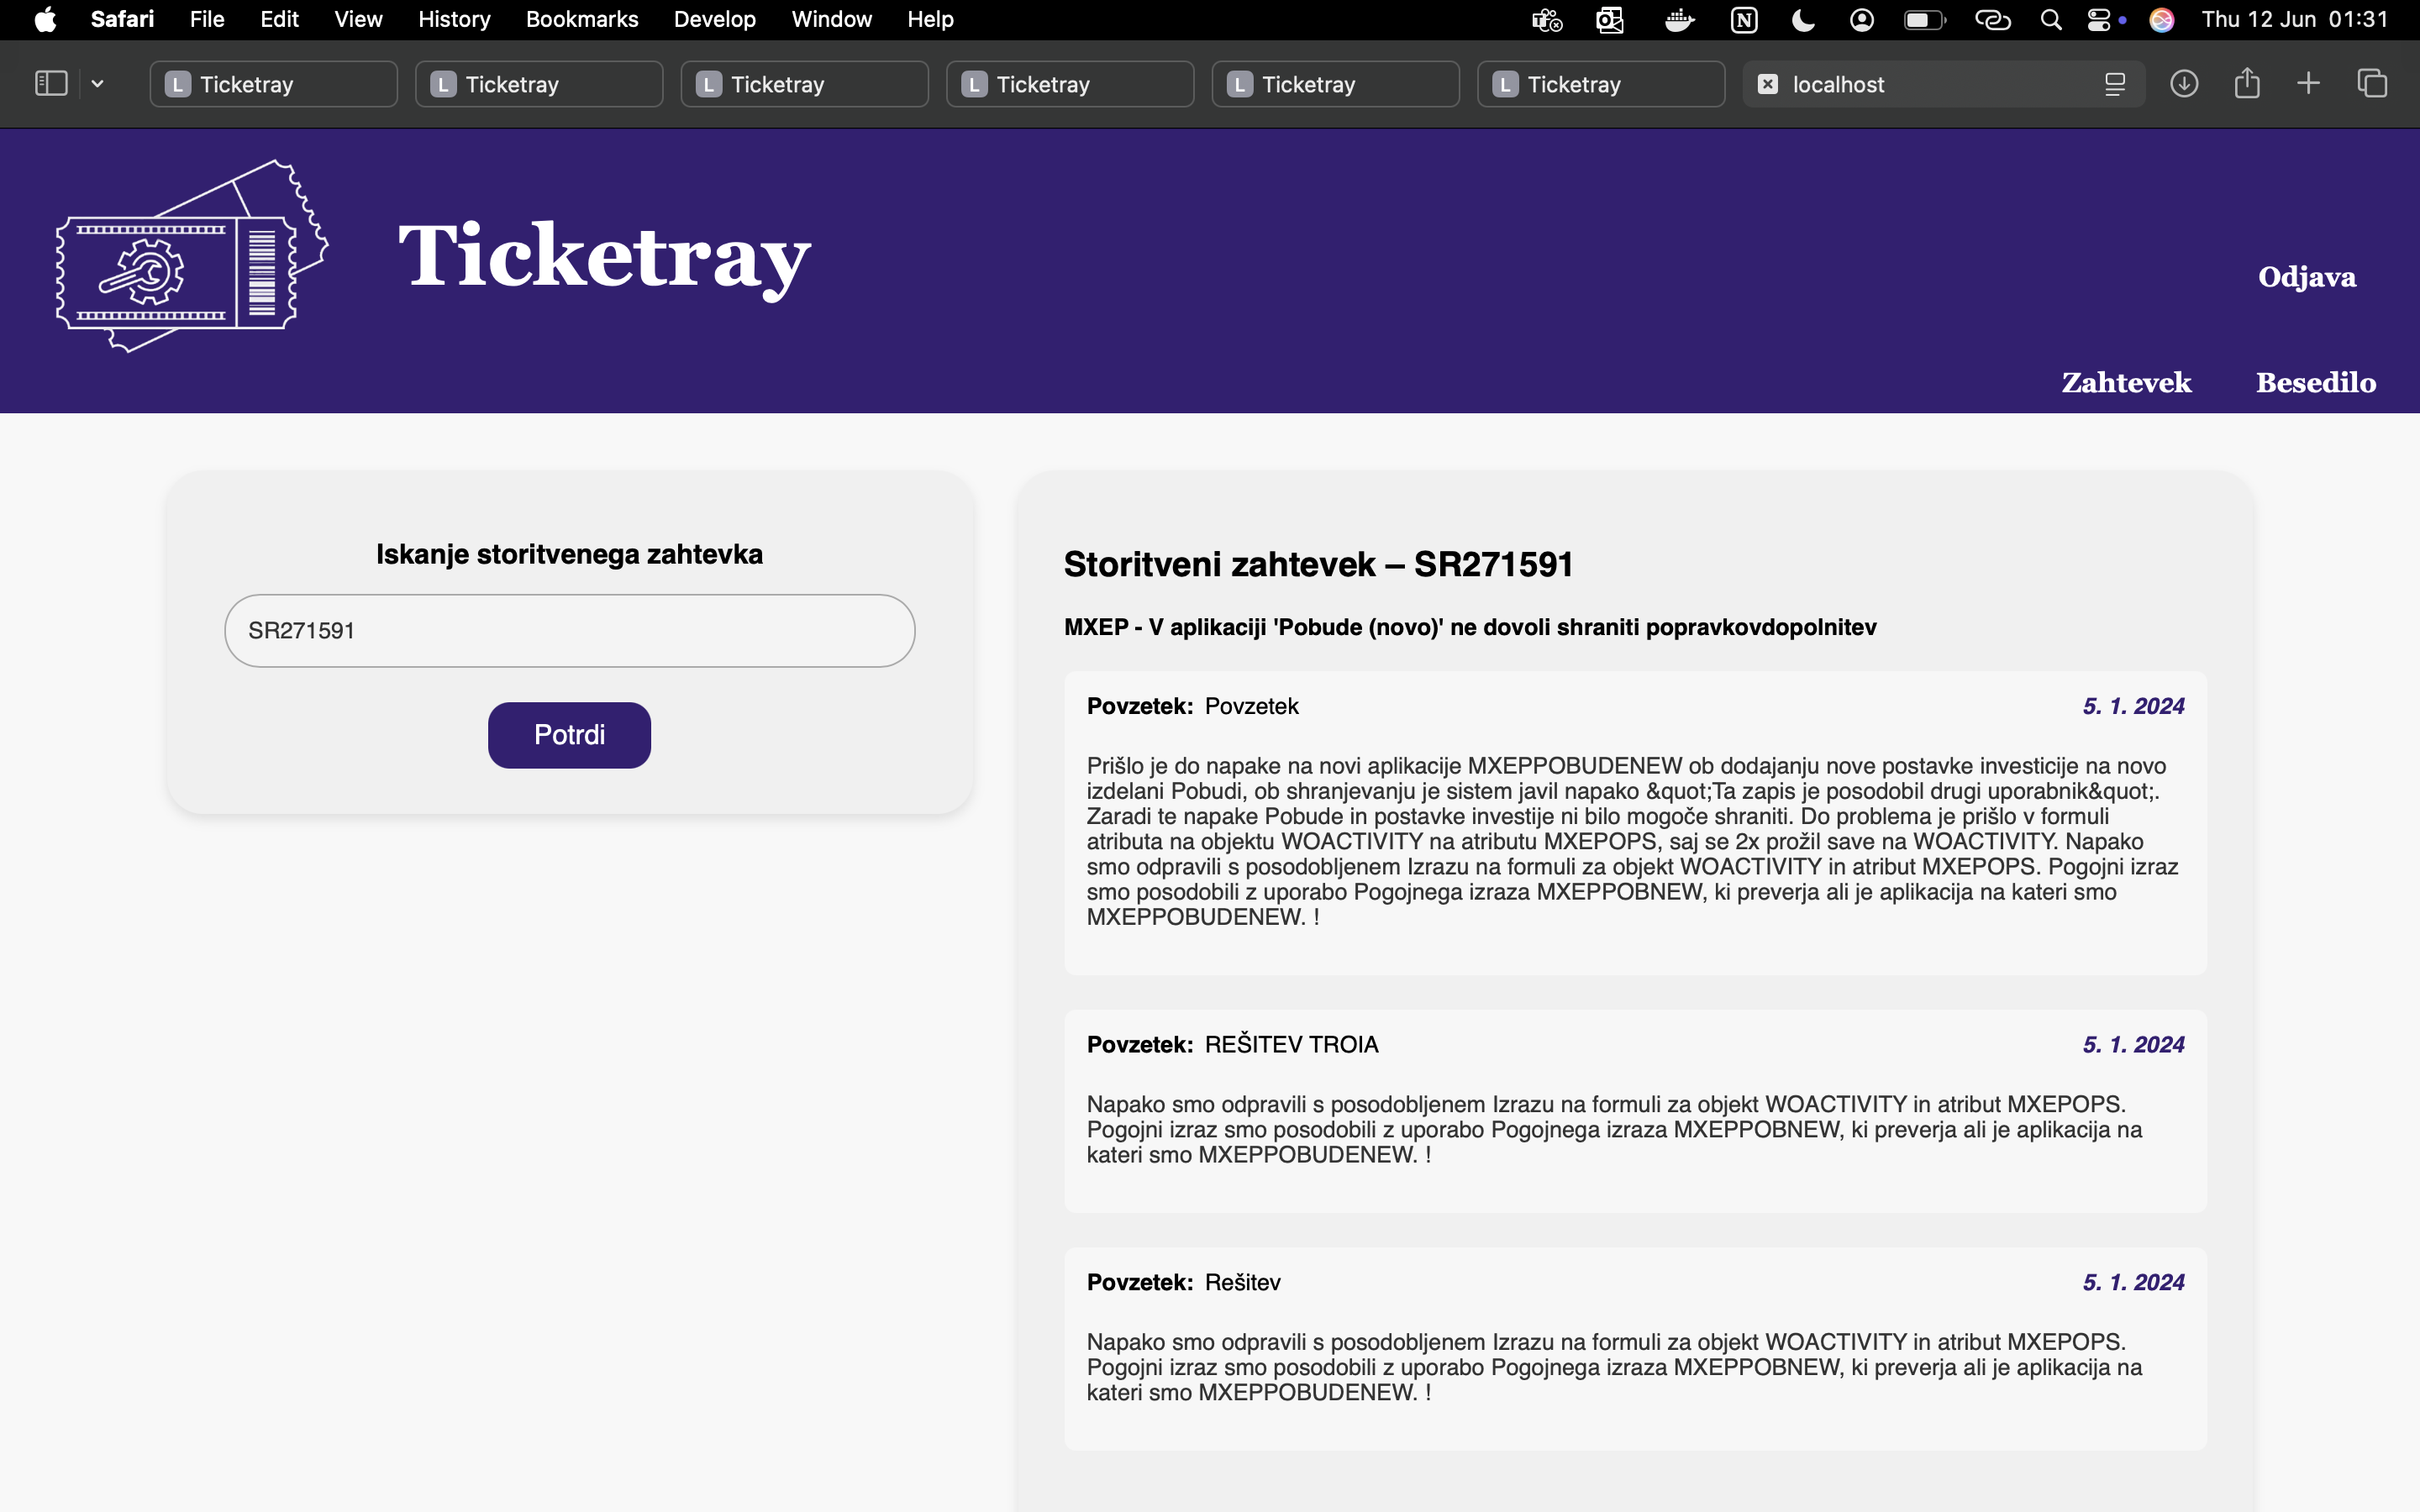 Safari File Edit View History Bookmarks Develop Window Help Thu 12 Jun 01:31
L Ticketray L Ticketray L Ticketray L Ticketray L Ticketray L Ticketray localhost
Ticketray
Odjava
Zahtevek Besedilo
Iskanje storitvenega zahtevka
SR271591
Potrdi
Storitveni zahtevek – SR271591
MXEP - V aplikaciji 'Pobude (novo)' ne dovoli shraniti popravkovdopolnitev
Povzetek: Povzetek 5. 1. 2024
Prišlo je do napake na novi aplikacije MXEPPOBUDENEW ob dodajanju nove postavke investicije na novo
izdelani Pobudi, ob shranjevanju je sistem javil napako &quot;Ta zapis je posodobil drugi uporabnik&quot;.
Zaradi te napake Pobude in postavke investije ni bilo mogoče shraniti. Do problema je prišlo v formuli
atributa na objektu WOACTIVITY na atributu MXEPOPS, saj se 2x prožil save na WOACTIVITY. Napako
smo odpravili s posodobljenem Izrazu na formuli za objekt WOACTIVITY in atribut MXEPOPS. Pogojni izraz
smo posodobili z uporabo Pogojnega izraza MXEPPOBNEW, ki preverja ali je aplikacija na kateri smo
MXEPPOBUDENEW. !
Povzetek: REŠITEV TROIA 5. 1. 2024
Napako smo odpravili s posodobljenem Izrazu na formuli za objekt WOACTIVITY in atribut MXEPOPS.
Pogojni izraz smo posodobili z uporabo Pogojnega izraza MXEPPOBNEW, ki preverja ali je aplikacija na
kateri smo MXEPPOBUDENEW. !
Povzetek: Rešitev 5. 1. 2024
Napako smo odpravili s posodobljenem Izrazu na formuli za objekt WOACTIVITY in atribut MXEPOPS.
Pogojni izraz smo posodobili z uporabo Pogojnega izraza MXEPPOBNEW, ki preverja ali je aplikacija na
kateri smo MXEPPOBUDENEW. !